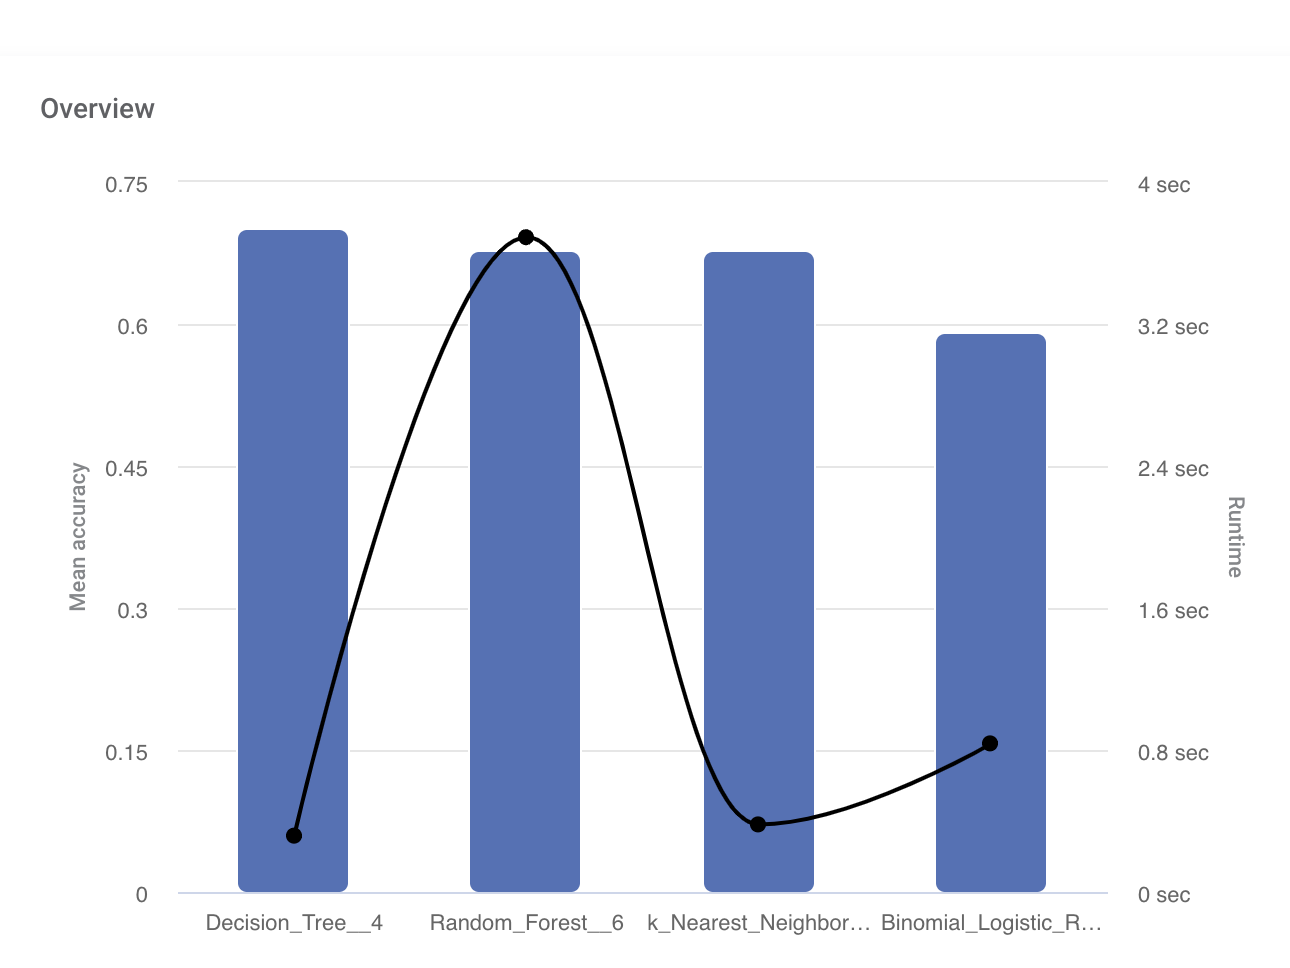 Overview
0.75
0.6
0.45
0.3
0.15
0
Mean accuracy
4 sec
3.2 sec
2.4 sec
1.6 sec
0.8 sec
0 sec
Runtime
Decision_Tree__4
Random_Forest__6
k_Nearest_Neighbor…
Binomial_Logistic_R…